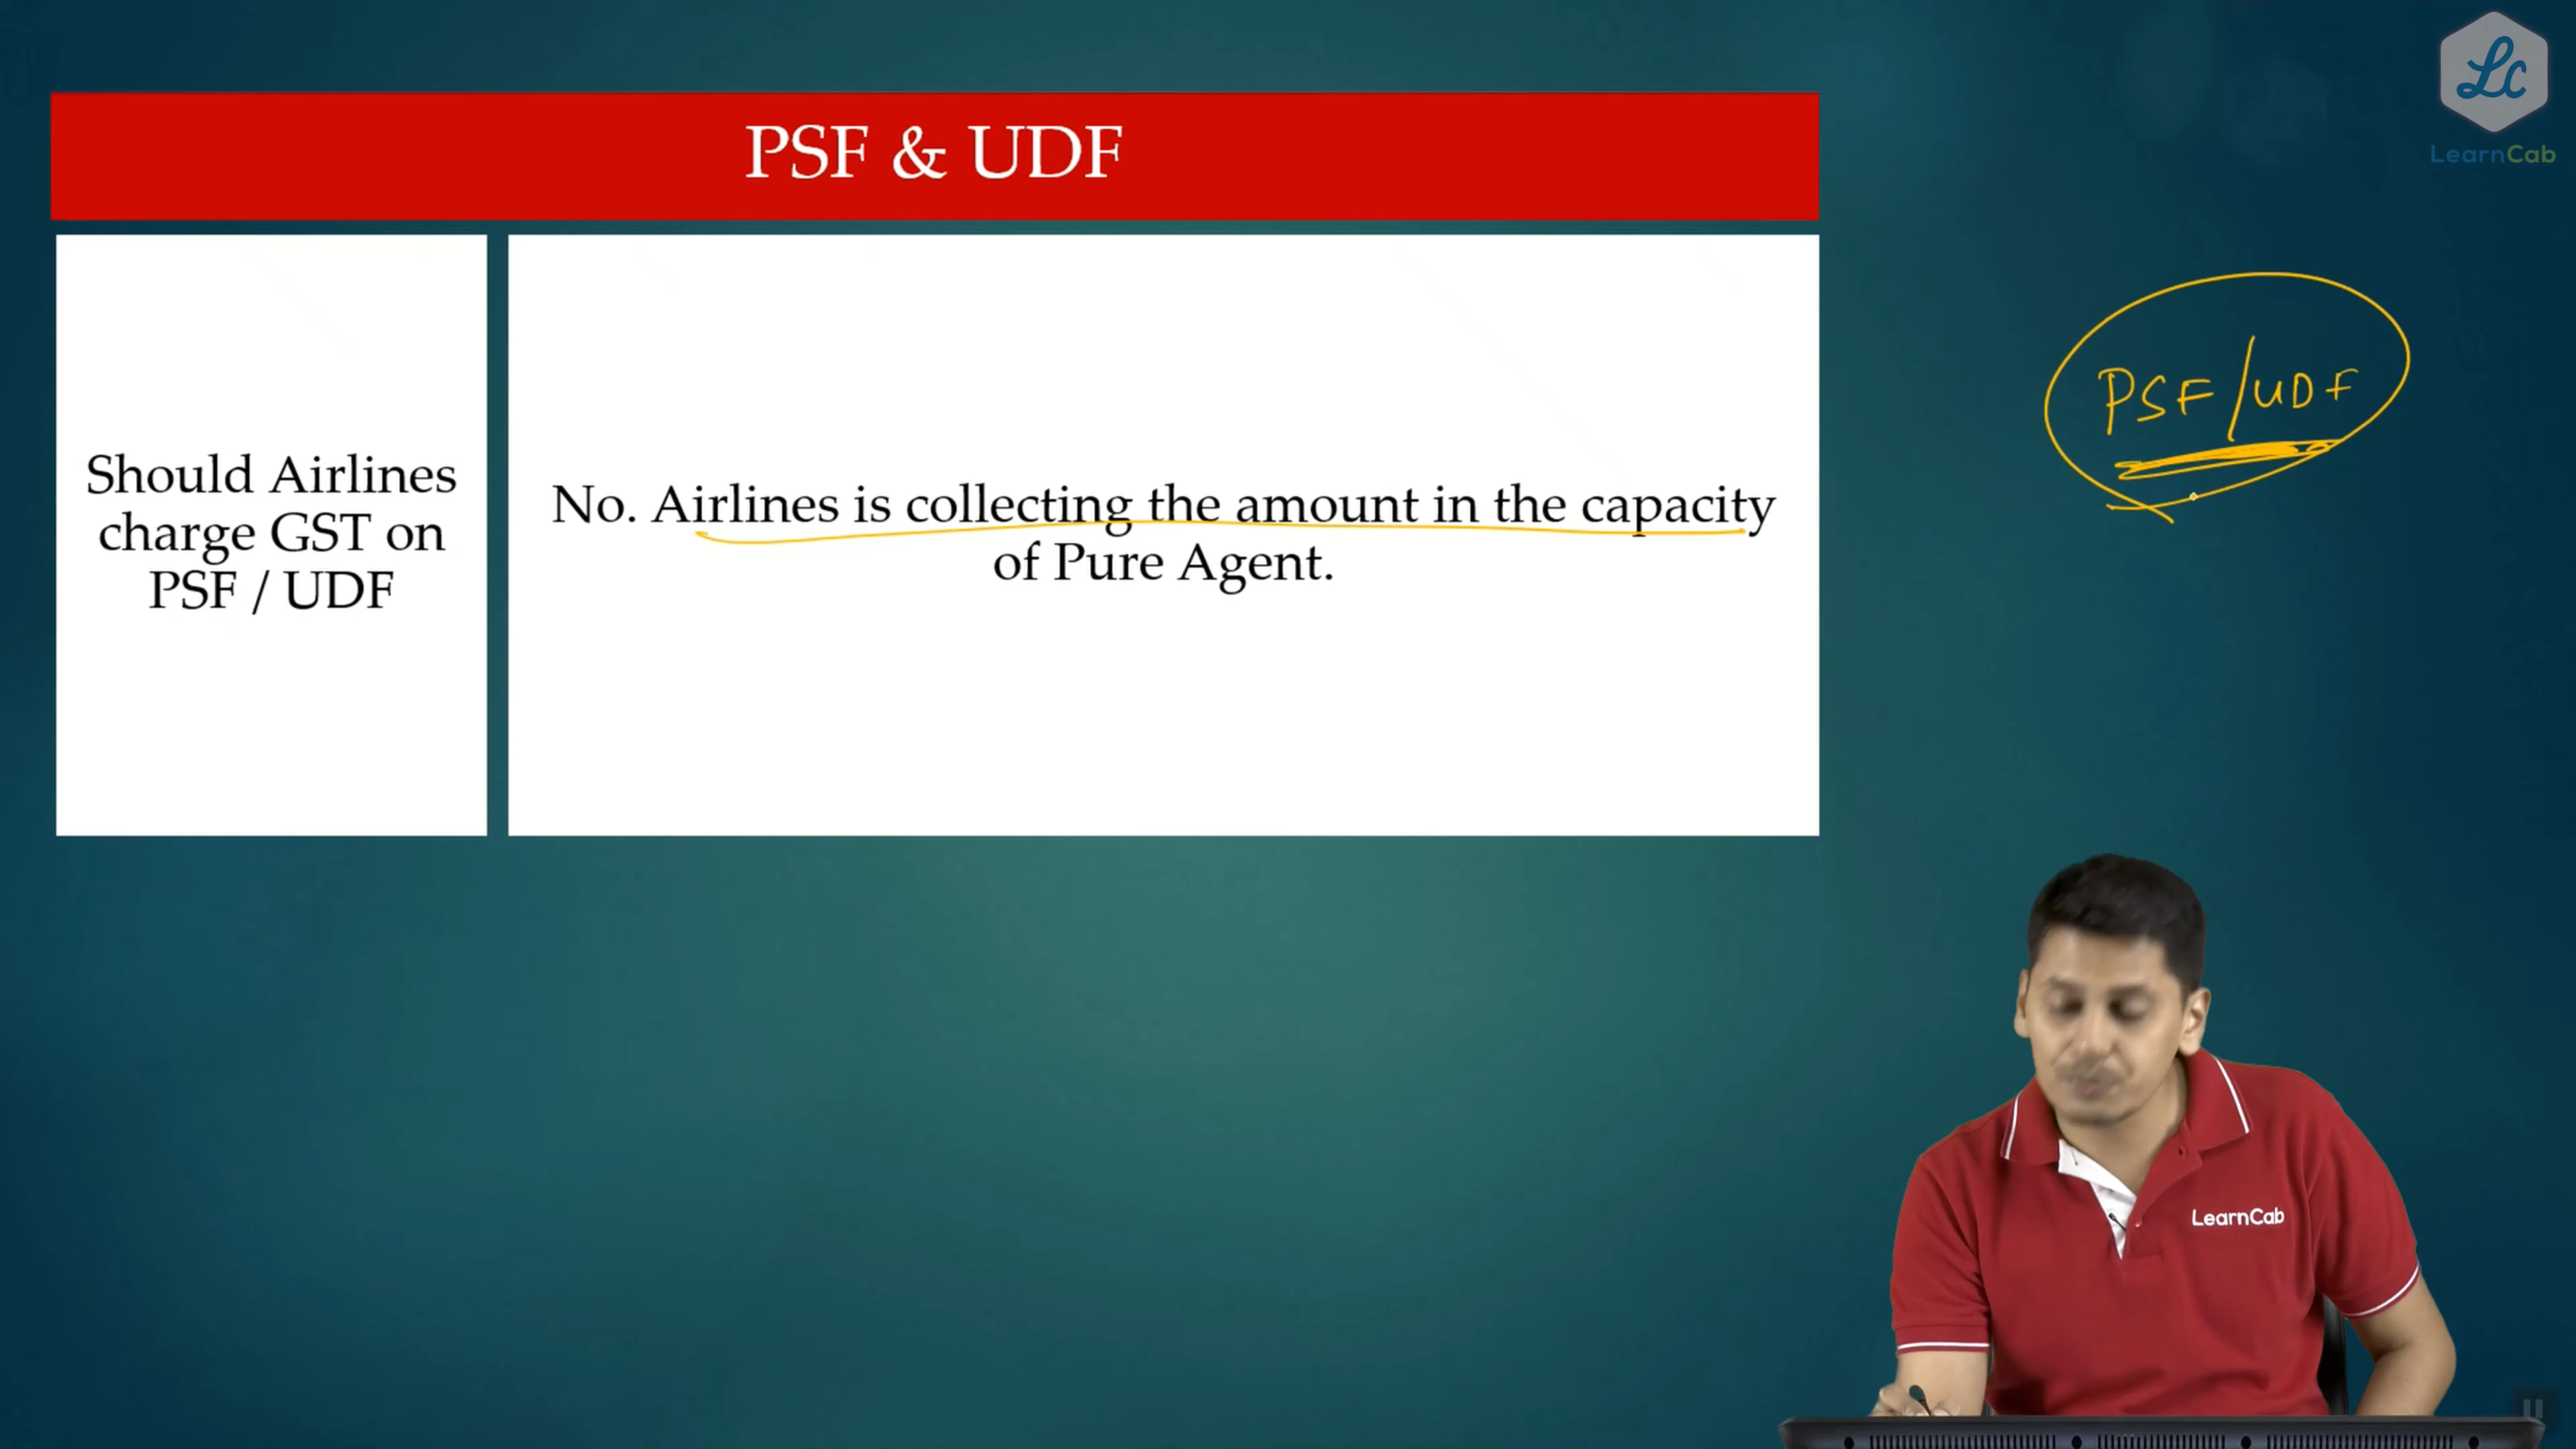 Lc
LearnCab
PSF & UDF
Should Airlines
charge GST on
PSF / UDF
No. Airlines is collecting the amount in the capacity
of Pure Agent.
PSF/UDF
LearnCab